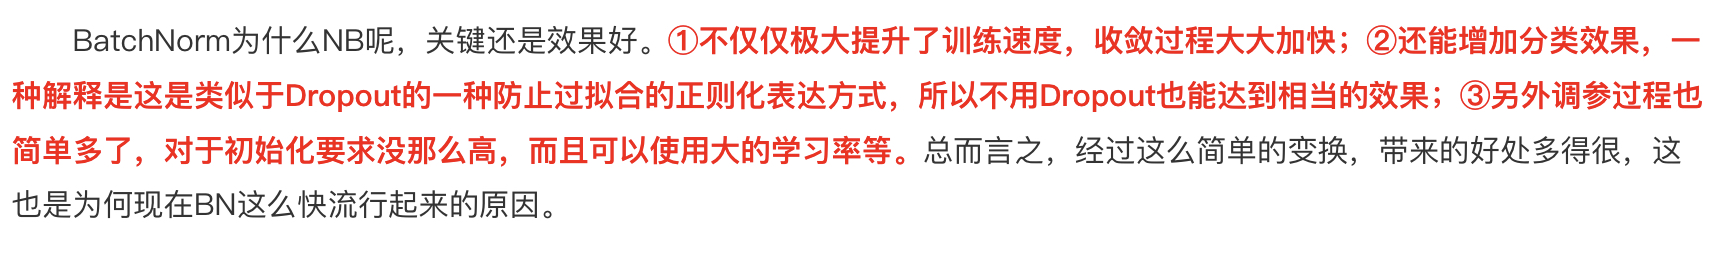 BatchNorm为什么NB呢，关键还是效果好。①不仅仅极大提升了训练速度，收敛过程大大加快；②还能增加分类效果，一
种解释是这是类似于Dropout的一种防止过拟合的正则化表达方式，所以不用Dropout也能达到相当的效果；③另外调参过程也
简单多了，对于初始化要求没那么高，而且可以使用大的学习率等。总而言之，经过这么简单的变换，带来的好处多得很，这
也是为何现在BN这么快流行起来的原因。